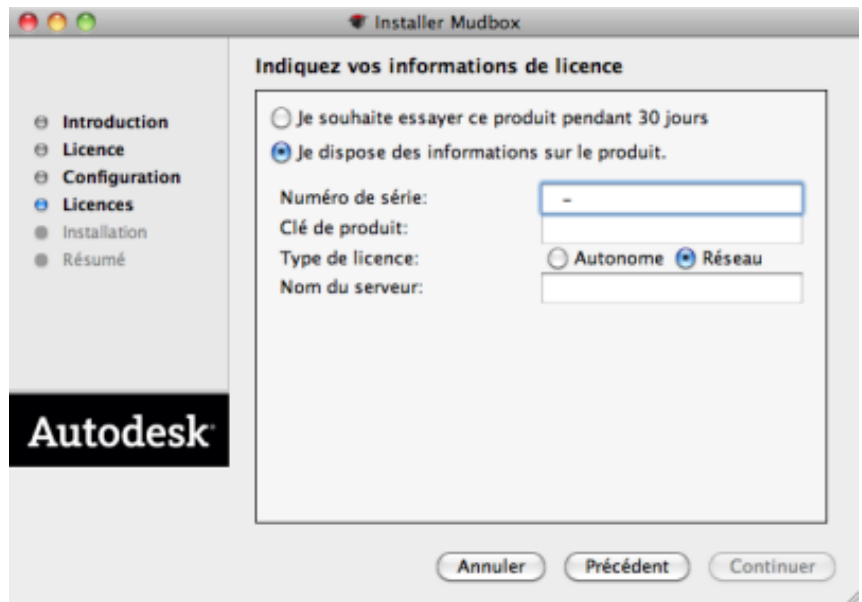 Installer Mudbox
Indiquez vos informations de licence
Introduction
Licence
Configuration
Licences
Installation
Résumé
Je souhaite essayer ce produit pendant 30 jours
Je dispose des informations sur le produit.
Numéro de série: –
Clé de produit:
Type de licence: Autonome Réseau
Nom du serveur:
Autodesk
Annuler Précédent Continuer